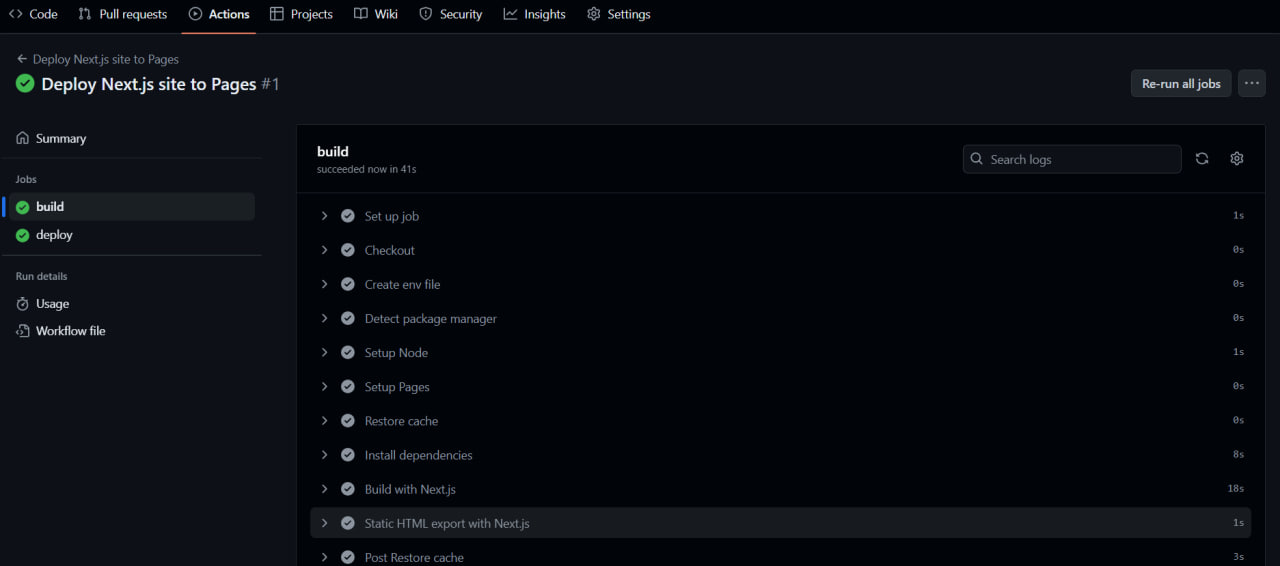 Code Pull requests Actions Projects Wiki Security Insights Settings
Deploy Next.js site to Pages
Deploy Next.js site to Pages #1
Re-run all jobs
Summary
Jobs
build
deploy
Run details
Usage
Workflow file
build
succeeded now in 41s
Search logs
Set up job 1s
Checkout 0s
Create env file 0s
Detect package manager 0s
Setup Node 1s
Setup Pages 0s
Restore cache 0s
Install dependencies 8s
Build with Next.js 18s
Static HTML export with Next.js 1s
Post Restore cache 3s